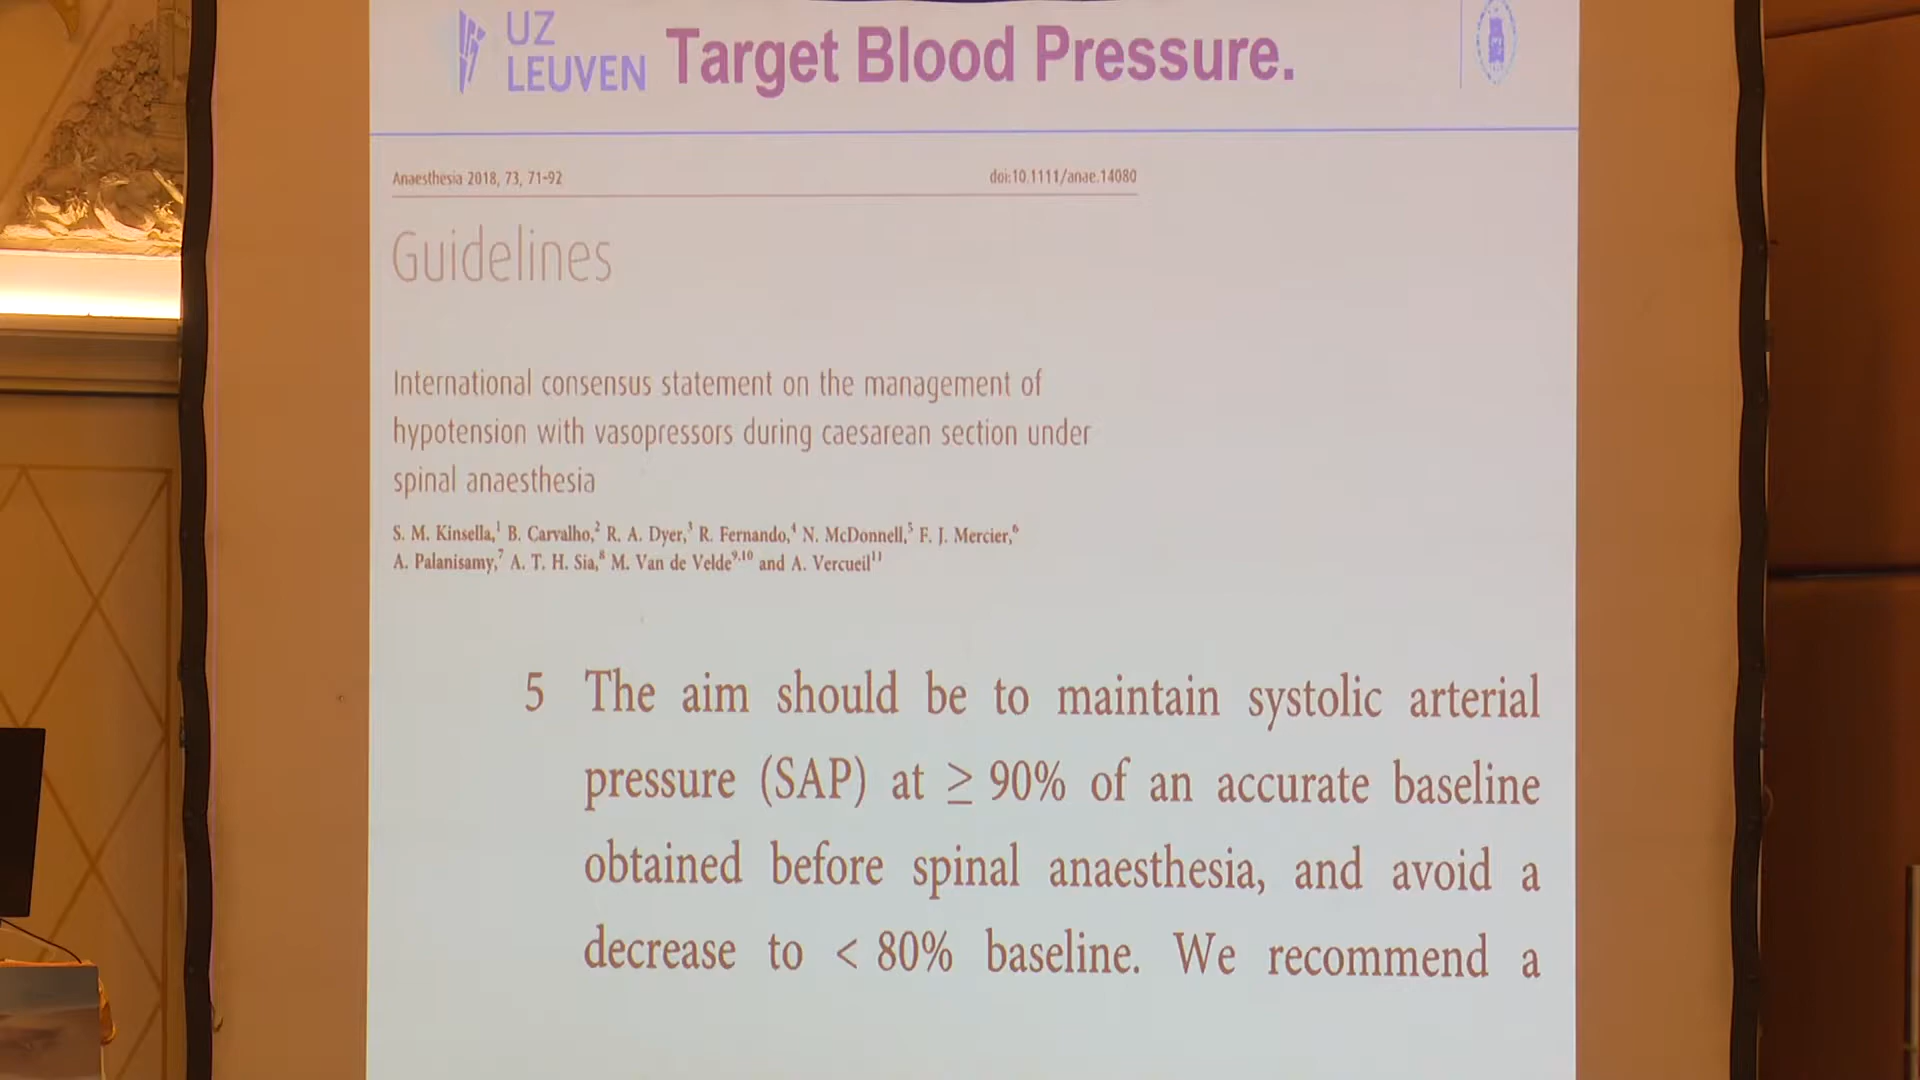 UZ
LEUVEN
Target Blood Pressure.
Anaesthesia 2018, 73, 71-92
doi:10.1111/anae.14080
Guidelines
International consensus statement on the management of
hypotension with vasopressors during caesarean section under
spinal anaesthesia
S. M. Kinsella,1 B. Carvalho,2 R. A. Dyer,3 R. Fernando,4 N. McDonnell,5 F. J. Mercier,6
A. Palanisamy,7 A. T. H. Sia,8 M. Van de Velde9,10 and A. Vercueil11
5 The aim should be to maintain systolic arterial
pressure (SAP) at ≥ 90% of an accurate baseline
obtained before spinal anaesthesia, and avoid a
decrease to < 80% baseline. We recommend a